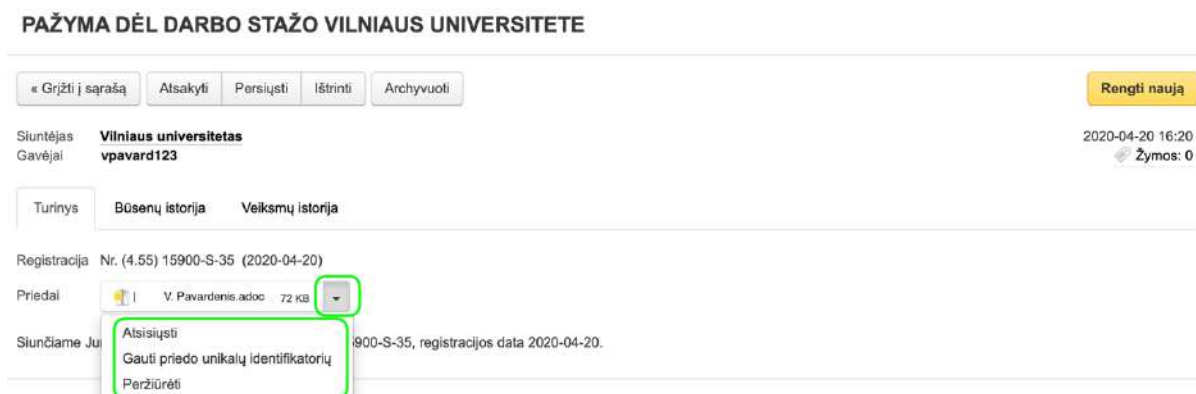 PAŽYMA DĖL DARBO STAŽO VILNIAUS UNIVERSITETE
« Grįžti į sąrašą Atsakyti Persiųsti Ištrinti Archyvuoti Rengti naują
Siuntėjas Vilniaus universitetas 2020-04-20 16:20
Gavėjai vpavard123 Žymos: 0
Turinys Būsenų istorija Veiksmų istorija
Registracija Nr. (4.55) 15900-S-35 (2020-04-20)
Priedai V. Pavardenis.adoc 72 KB
Atsisiųsti
Siunčiame 900-S-35, registracijos data 2020-04-20.
Gauti priedo unikalų identifikatorių
Peržiūrėti